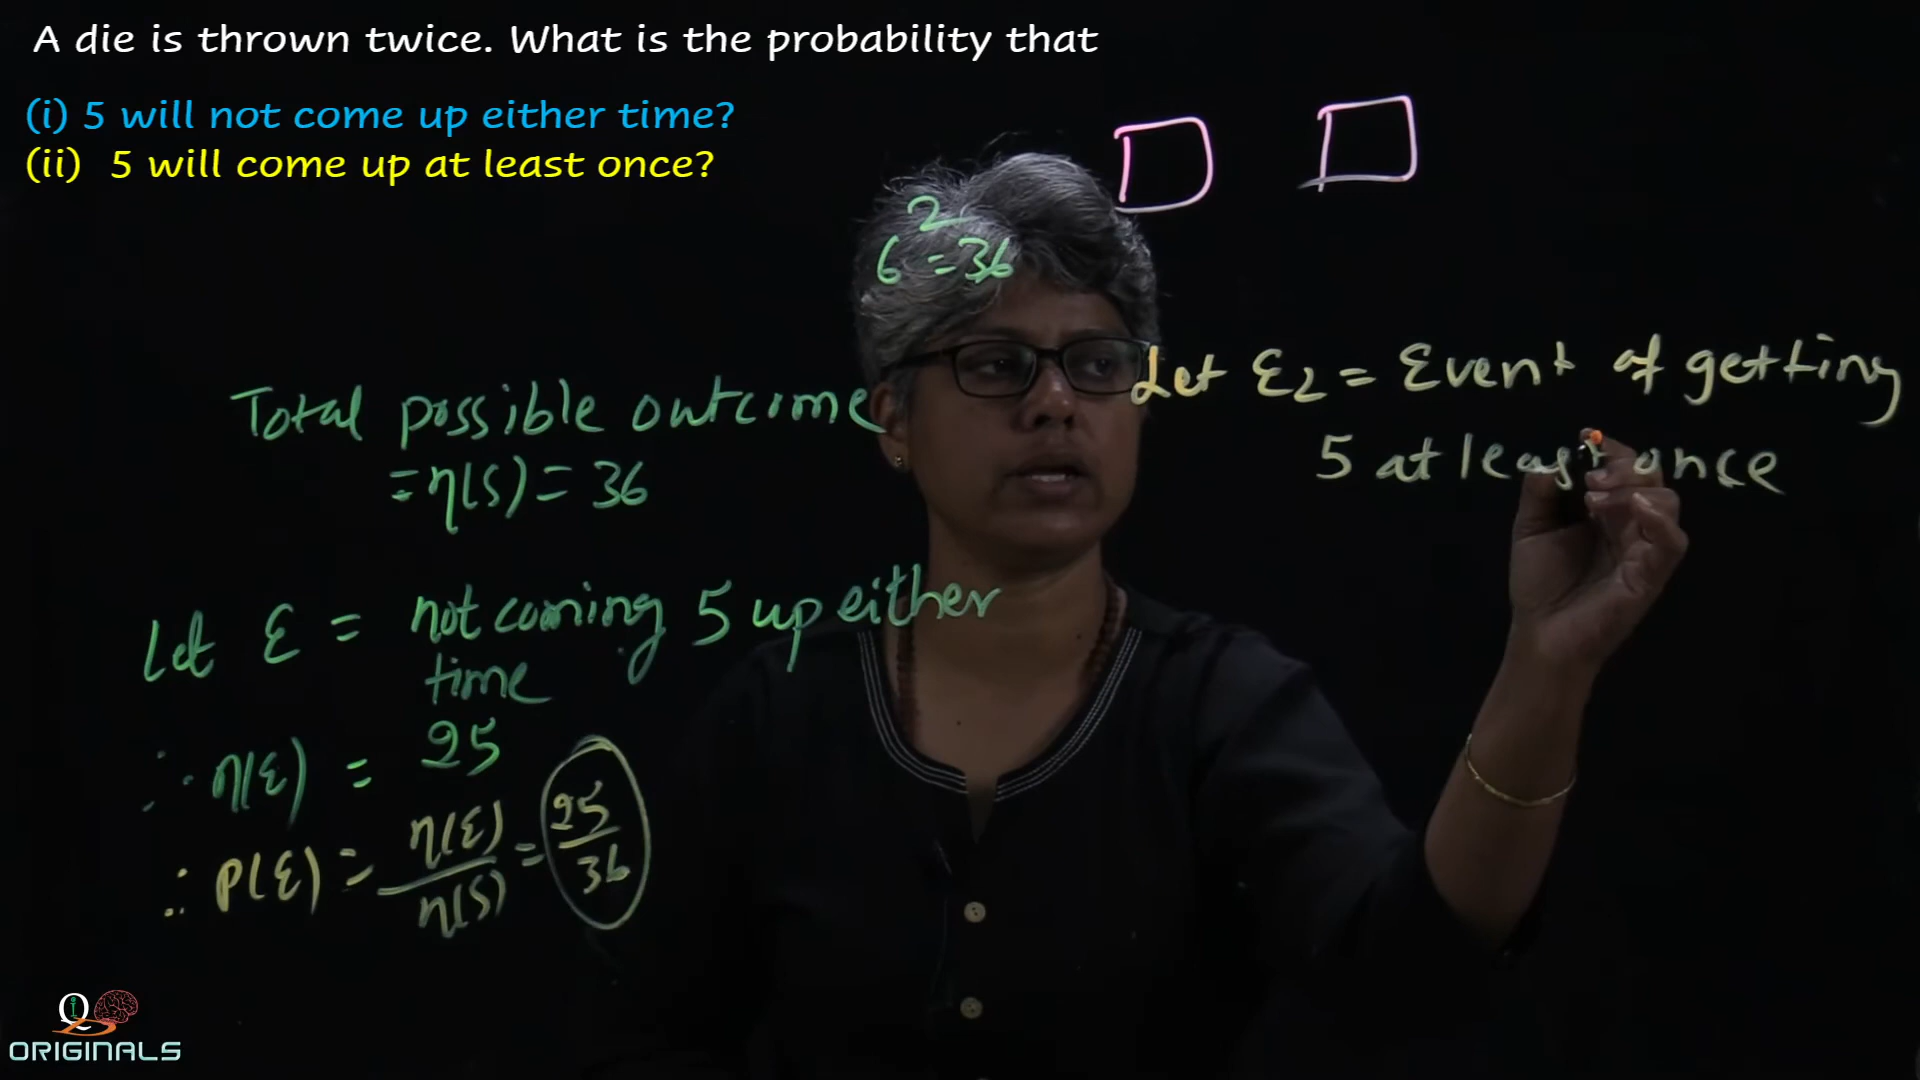 A die is thrown twice. What is the probability that
(i) 5 will not come up either time?
(ii) 5 will come up at least once?
6² = 36
Total possible outcome
= η(S) = 36
Let ε = not coming 5 up either
time
∴ η(ε) = 25
∴ P(ε) = η(ε)/η(S) = 25/36
Let ε2 = Event of getting
5 at least once
Qi
ORIGINALS